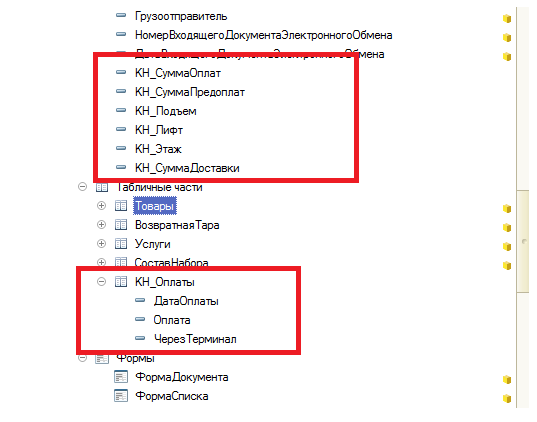 Грузоотправитель
НомерВходящегоДокументаЭлектронногоОбмена
ДатаВходящегоДокументаЭлектронногоОбмена
КН_СуммаОплат
КН_СуммаПредоплат
КН_Подъем
КН_Лифт
КН_Этаж
КН_СуммаДоставки
Табличные части
Товары
ВозвратнаяТара
Услуги
СоставНабора
КН_Оплаты
ДатаОплаты
Оплата
ЧерезТерминал
Формы
ФормаДокумента
ФормаСписка